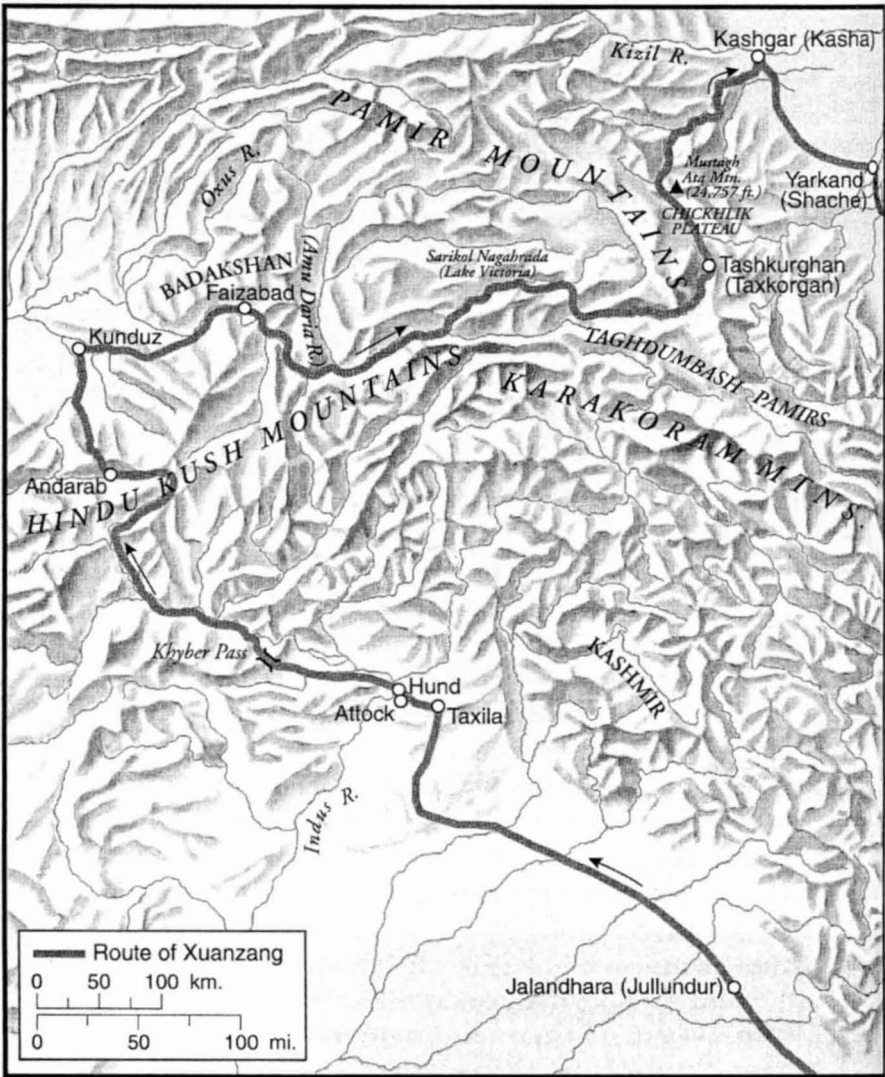 Kashgar (Kasha)
Kizil R.
PAMIR MOUNTAINS
Mustagh
Ata Mtn.
(24,757 ft.)
Yarkand
(Shache)
CHICKHLIK
PLATEAU
Oxus R.
Tashkurghan
(Taxkorgan)
Sarikol Nagahrada
(Lake Victoria)
BADAKSHAN
Faizabad
(Amu Daria R.)
Kunduz
TAGHDUMBASH PAMIRS
HINDU KUSH MOUNTAINS
KARAKORAM MTNS.
Andarab
Khyber Pass
KASHMIR
Hund
Attock
Taxila
Indus R.
Route of Xuanzang
0 50 100 km.
0 50 100 mi.
Jalandhara (Jullundur)